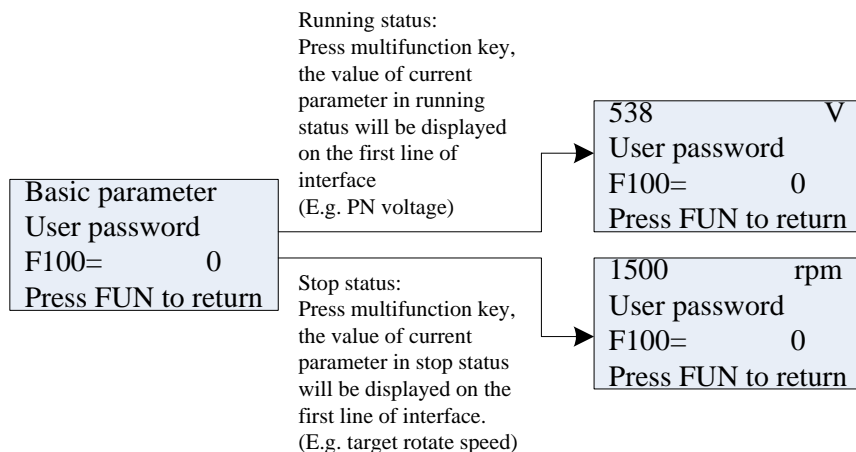 Running status:
Press multifunction key,
the value of current
parameter in running
status will be displayed
on the first line of
interface
(E.g. PN voltage)
Basic parameter
User password
F100= 0
Press FUN to return
538 V
User password
F100= 0
Press FUN to return
Stop status:
Press multifunction key,
the value of current
parameter in stop status
will be displayed on the
first line of interface.
(E.g. target rotate speed)
1500 rpm
User password
F100= 0
Press FUN to return